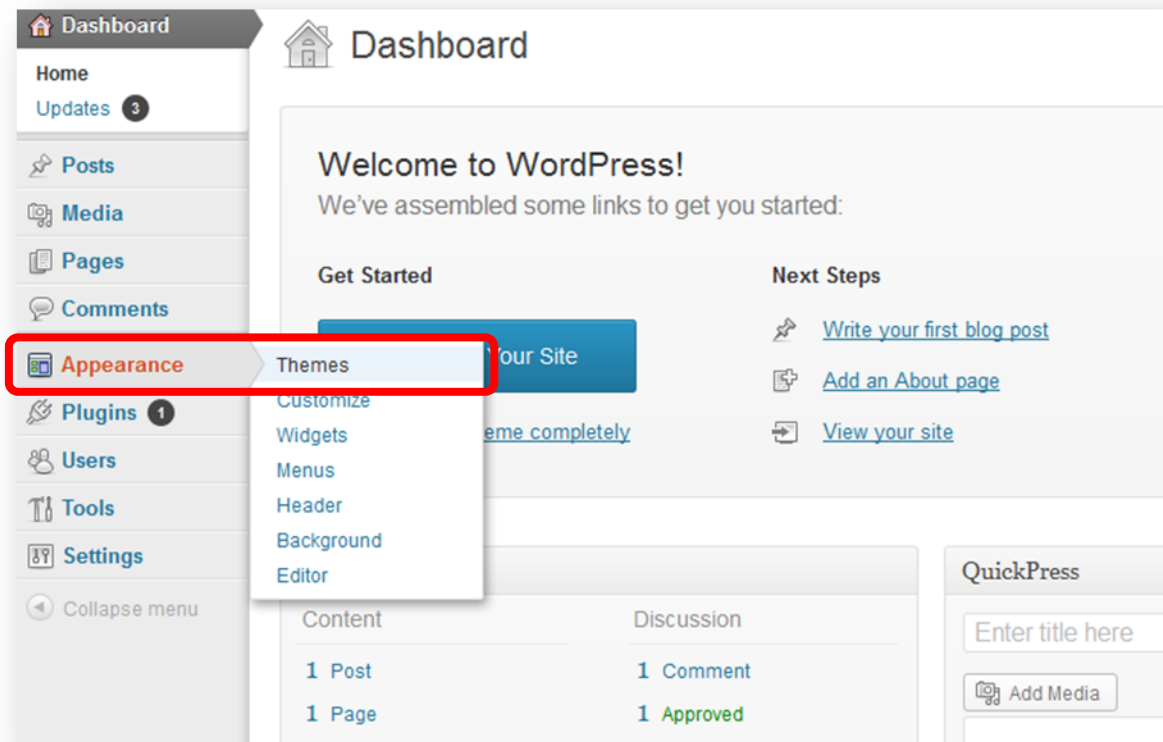 Dashboard
Home
Updates 3
Posts
Media
Pages
Comments
Appearance
Plugins 1
Users
Tools
Settings
Collapse menu
Themes
Customize
Widgets
Menus
Header
Background
Editor
Dashboard
Welcome to WordPress!
We've assembled some links to get you started:
Get Started
Your Site
completely
Next Steps
Write your first blog post
Add an About page
View your site
Content
1 Post
1 Page
Discussion
1 Comment
1 Approved
QuickPress
Enter title here
Add Media